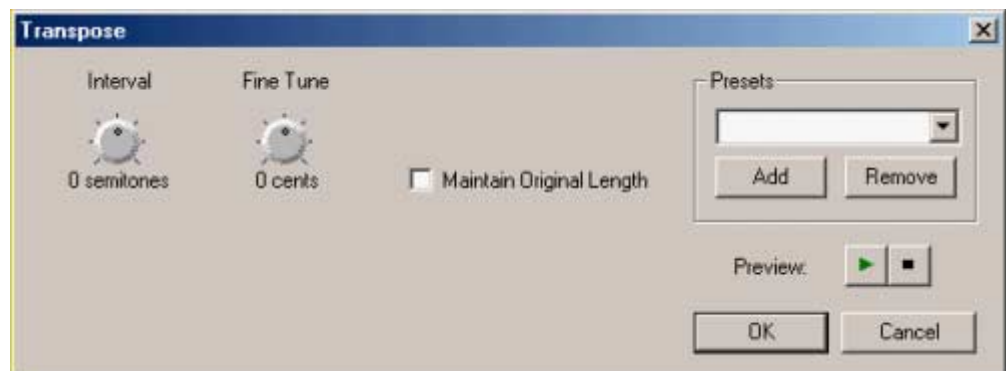 Transpose
Interval
Fine Tune
0 semitones
0 cents
Maintain Original Length
Presets
Add
Remove
Preview:
OK
Cancel